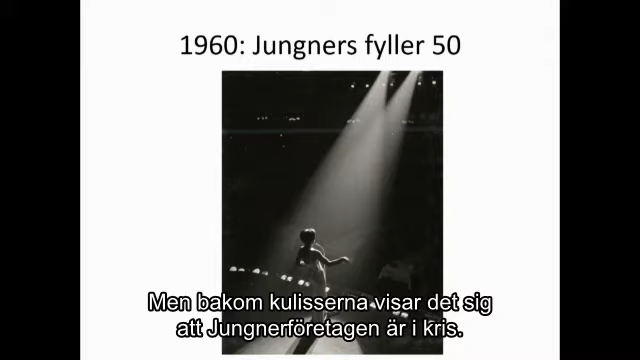 1960: Jungners fyller 50
Men bakom kulisserna visar det sig
att Jungnerföretagen är i kris.